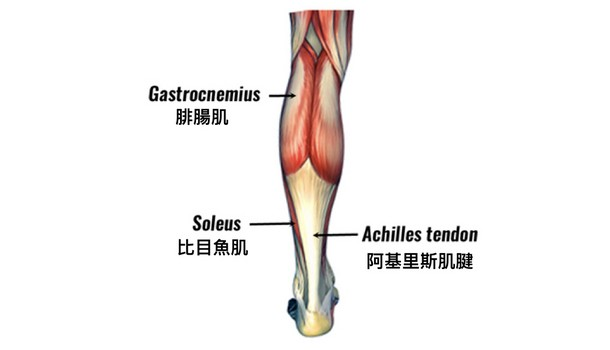 Gastrocnemius
腓腸肌
Soleus
比目魚肌
Achilles tendon
阿基里斯肌腱